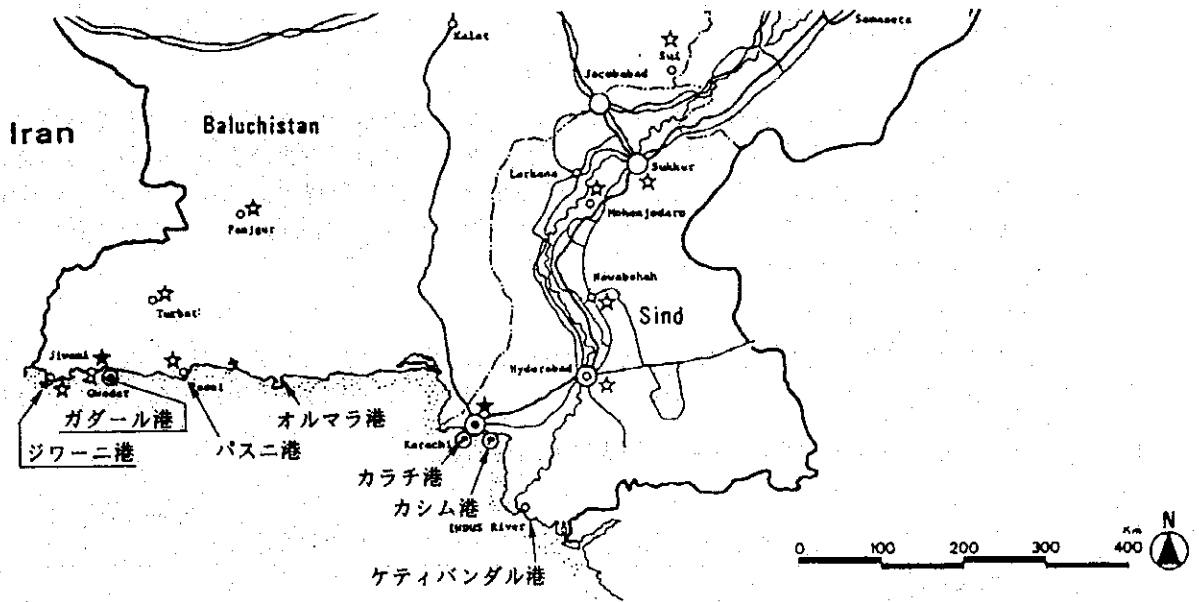 Samaseta
Kalat
Sui
Jacobabad
Iran
Baluchistan
Larkana
Sukkur
Mohenjodaro
Panjgur
Nawabshah
Turbat
Sind
Jiwani
Hyderabad
Gwadar
Pasni
ガダール港
オルマラ港
ジワーニ港
パスニ港
Karachi
カラチ港
カシム港
INDUS River
ケティバンダル港
Km
N
0 100 200 300 400